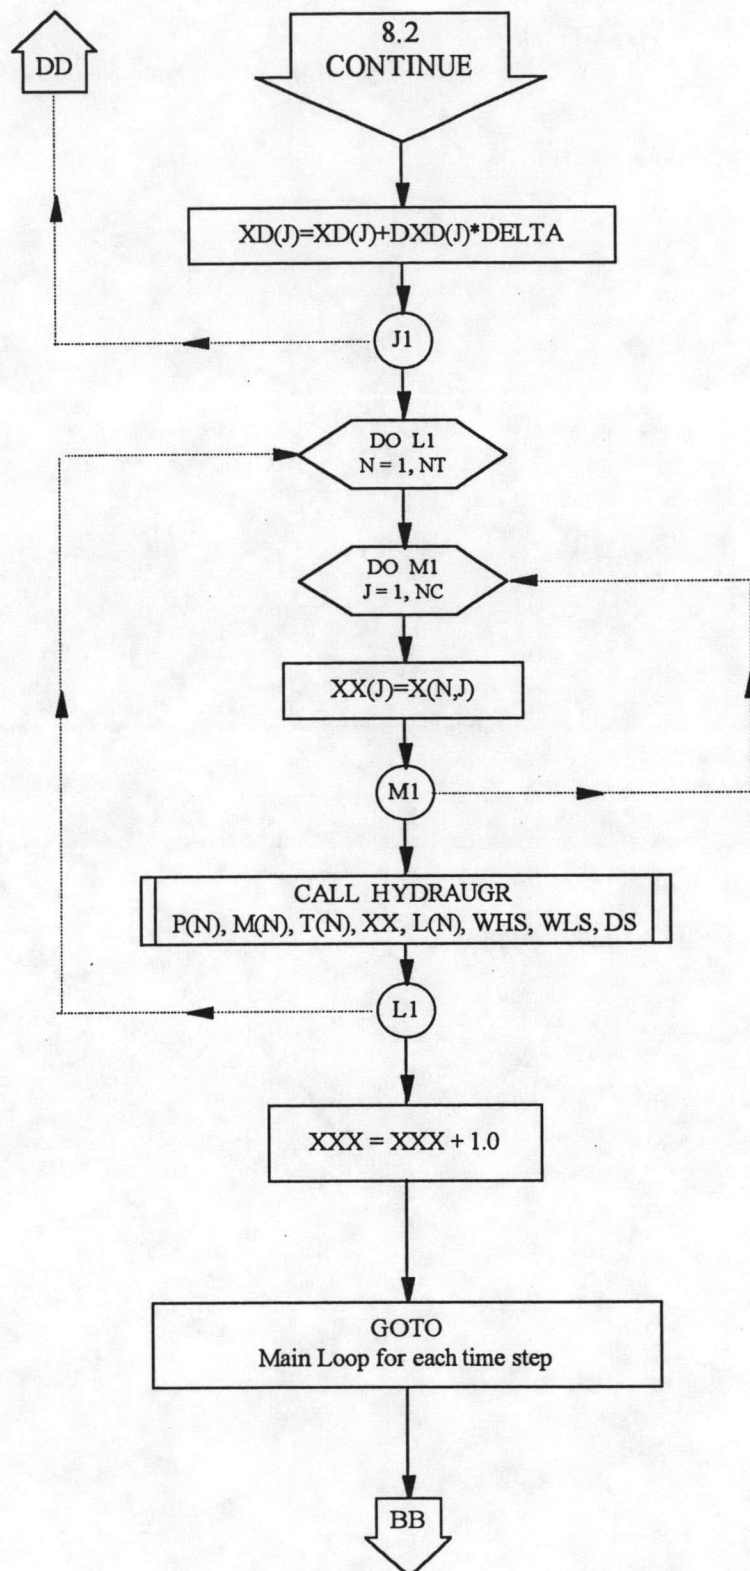 DD
8.2
CONTINUE
XD(J)=XD(J)+DXD(J)*DELTA
J1
DO L1
N = 1, NT
DO M1
J = 1, NC
XX(J)=X(N,J)
M1
CALL HYDRAUGR
P(N), M(N), T(N), XX, L(N), WHS, WLS, DS
L1
XXX = XXX + 1.0
GOTO
Main Loop for each time step
BB